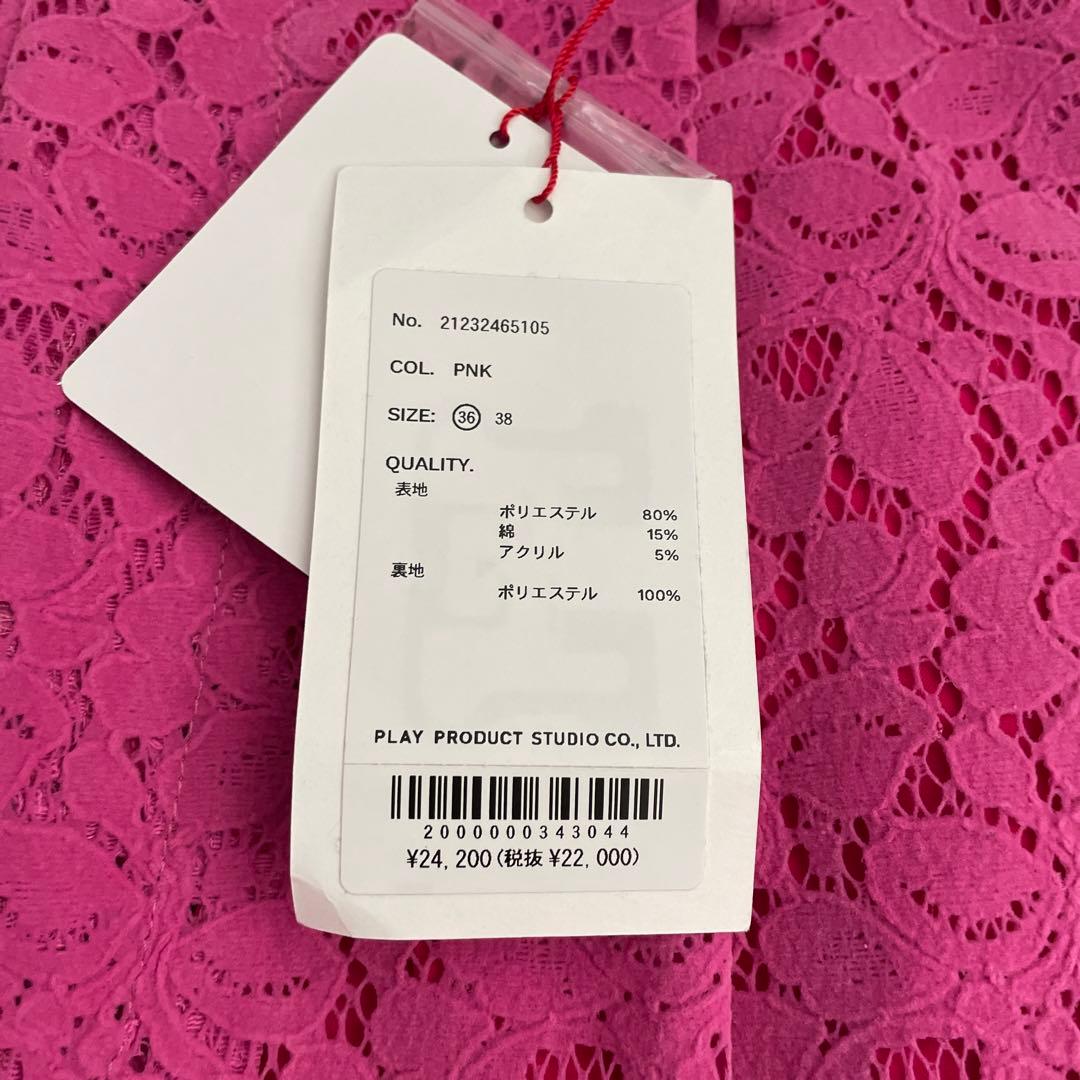 No. 21232465105
COL. PNK
SIZE: 36 38
QUALITY.
表地
ポリエステル 80%
綿 15%
アクリル 5%
裏地
ポリエステル 100%
PLAY PRODUCT STUDIO CO., LTD.
2000000343044
¥24,200(税抜¥22,000)